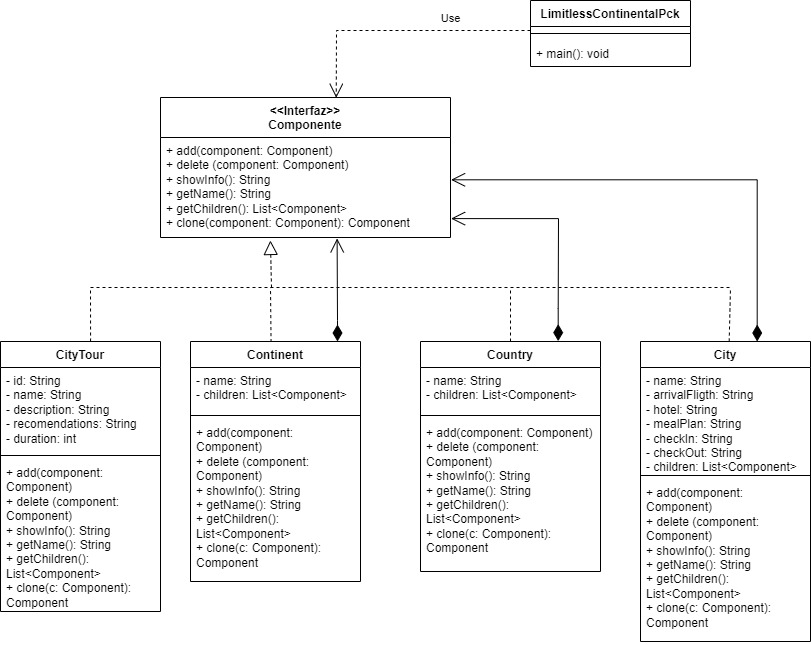 Use
LimitlessContinentalPck
+ main(): void
<<Interfaz>>
Componente
+ add(component: Component)
+ delete (component: Component)
+ showInfo(): String
+ getName(): String
+ getChildren(): List<Component>
+ clone(component: Component): Component
CityTour
- id: String
- name: String
- description: String
- recomendations: String
- duration: int
+ add(component:
Component)
+ delete (component:
Component)
+ showInfo(): String
+ getName(): String
+ getChildren():
List<Component>
+ clone(c: Component):
Component
Continent
- name: String
- children: List<Component>
+ add(component:
Component)
+ delete (component:
Component)
+ showInfo(): String
+ getName(): String
+ getChildren():
List<Component>
+ clone(c: Component):
Component
Country
- name: String
- children: List<Component>
+ add(component: Component)
+ delete (component:
Component)
+ showInfo(): String
+ getName(): String
+ getChildren():
List<Component>
+ clone(c: Component):
Component
City
- name: String
- arrivalFligth: String
- hotel: String
- mealPlan: String
- checkIn: String
- checkOut: String
- children: List<Component>
+ add(component:
Component)
+ delete (component:
Component)
+ showInfo(): String
+ getName(): String
+ getChildren():
List<Component>
+ clone(c: Component):
Component